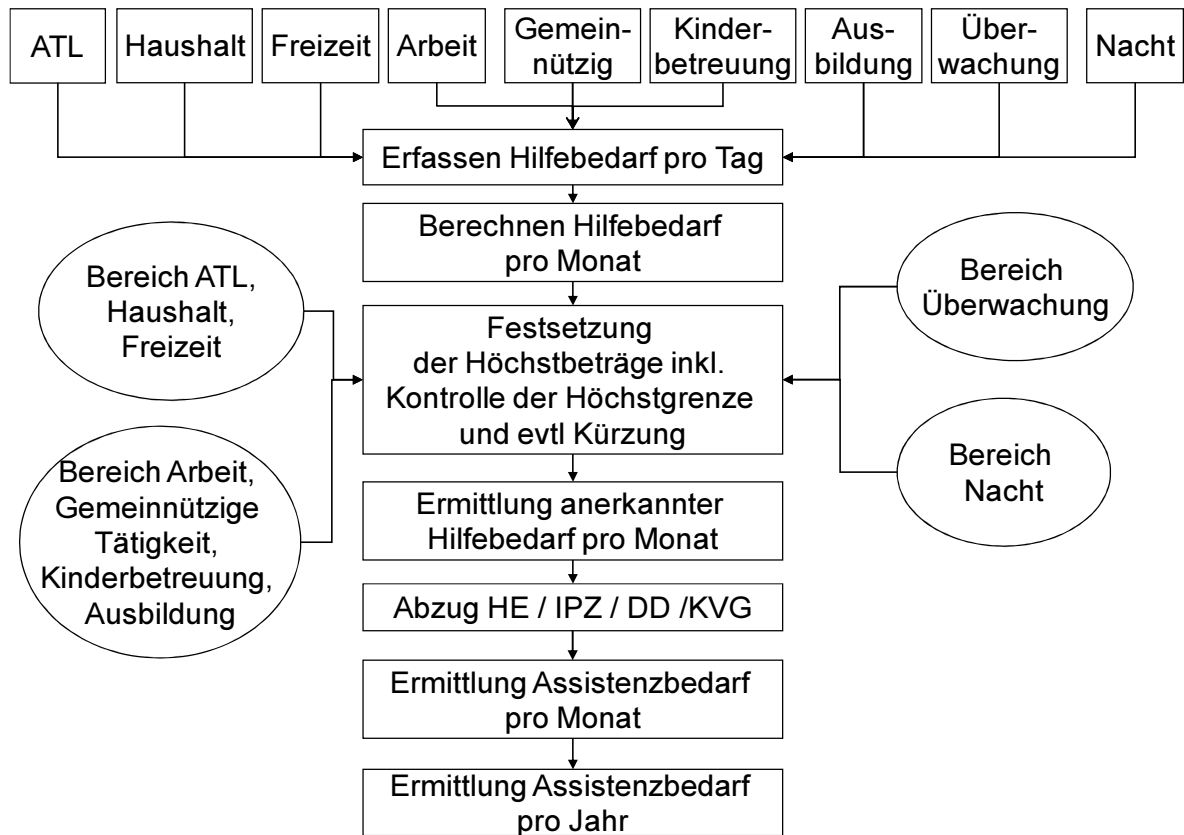 ATL
Haushalt
Freizeit
Arbeit
Gemein-
nützig
Kinder-
betreuung
Aus-
bildung
Über-
wachung
Nacht
Erfassen Hilfebedarf pro Tag
Berechnen Hilfebedarf
pro Monat
Bereich ATL,
Haushalt,
Freizeit
Bereich
Überwachung
Festsetzung
der Höchstbeträge inkl.
Kontrolle der Höchstgrenze
und evtl Kürzung
Bereich Arbeit,
Gemeinnützige
Tätigkeit,
Kinderbetreuung,
Ausbildung
Bereich
Nacht
Ermittlung anerkannter
Hilfebedarf pro Monat
Abzug HE / IPZ / DD /KVG
Ermittlung Assistenzbedarf
pro Monat
Ermittlung Assistenzbedarf
pro Jahr